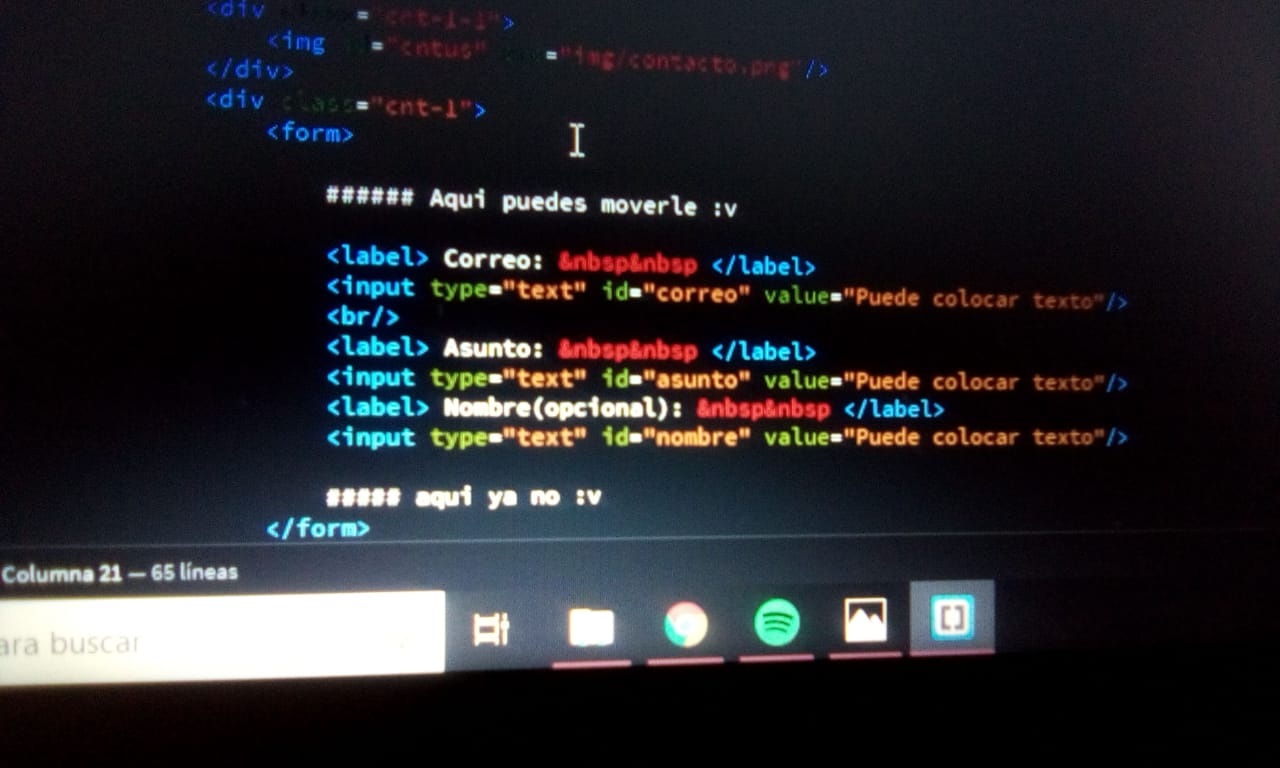 <div ="cnt-1-1">
<img ="cntus" ="img/contacto.png"/>
</div>
<div class="cnt-1">
<form>
###### Aqui puedes moverle :v
<label> Correo: &nbsp&nbsp </label>
<input type="text" id="correo" value="Puede colocar texto"/>
<br/>
<label> Asunto: &nbsp&nbsp </label>
<input type="text" id="asunto" value="Puede colocar texto"/>
<label> Nombre(opcional): &nbsp&nbsp </label>
<input type="text" id="nombre" value="Puede colocar texto"/>
##### aqui ya no :v
</form>
Columna 21 — 65 líneas
ara buscar